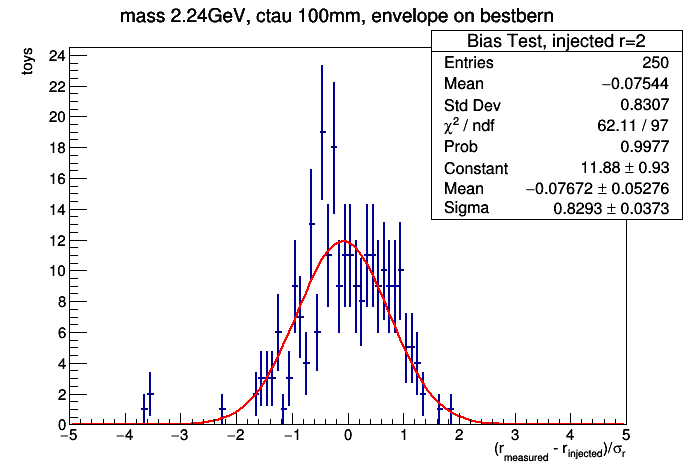 mass 2.24GeV, ctau 100mm, envelope on bestbern
Bias Test, injected r=2
Entries 250
Mean −0.07544
Std Dev 0.8307
χ² / ndf 62.11 / 97
Prob 0.9977
Constant 11.88 ± 0.93
Mean −0.07672 ± 0.05276
Sigma 0.8293 ± 0.0373
toys
24
22
20
18
16
14
12
10
8
6
4
2
0
−5 −4 −3 −2 −1 0 1 2 3 4 5
(r_measured - r_injected)/σ_r